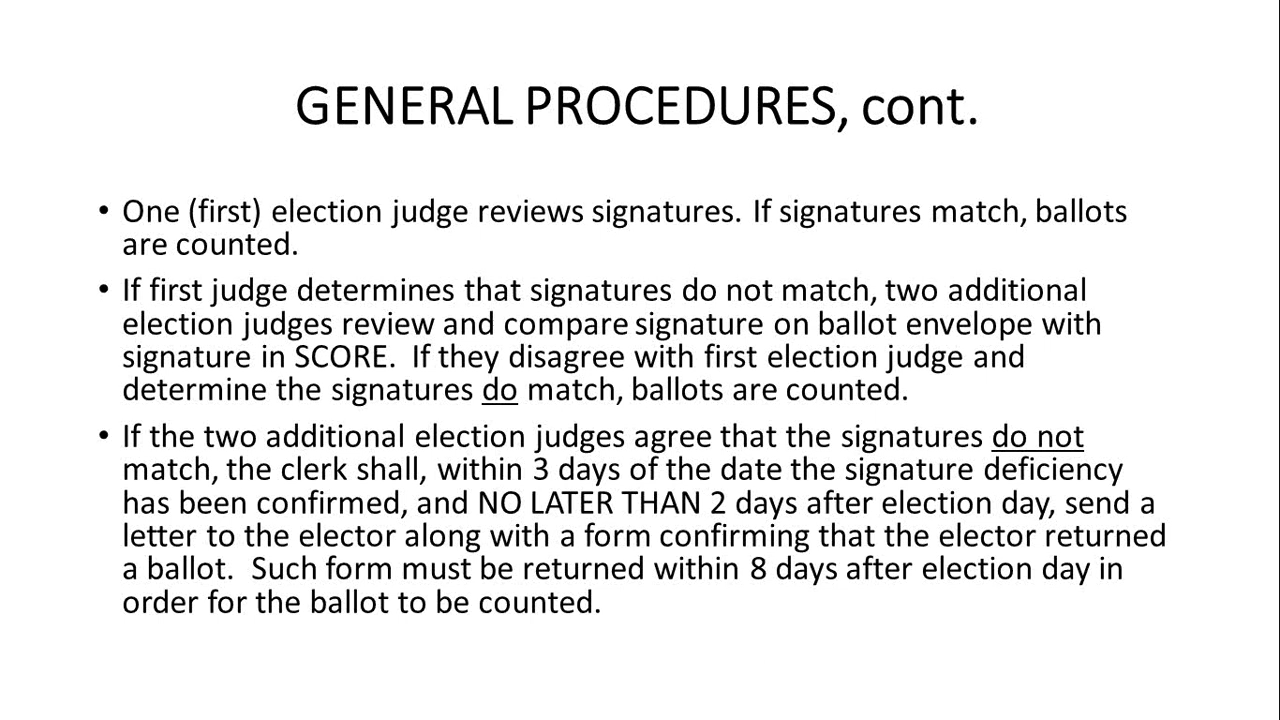 GENERAL PROCEDURES, cont.
• One (first) election judge reviews signatures. If signatures match, ballots
are counted.
• If first judge determines that signatures do not match, two additional
election judges review and compare signature on ballot envelope with
signature in SCORE. If they disagree with first election judge and
determine the signatures do match, ballots are counted.
• If the two additional election judges agree that the signatures do not
match, the clerk shall, within 3 days of the date the signature deficiency
has been confirmed, and NO LATER THAN 2 days after election day, send a
letter to the elector along with a form confirming that the elector returned
a ballot. Such form must be returned within 8 days after election day in
order for the ballot to be counted.